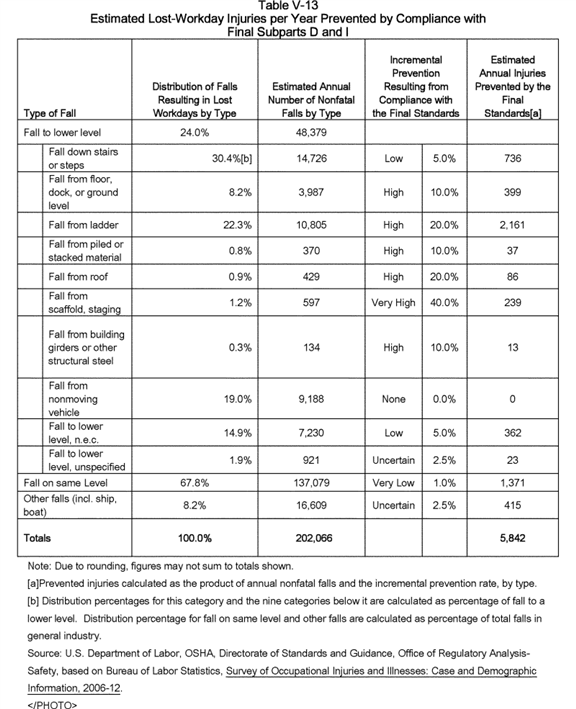 Table V-13
Estimated Lost-Workday Injuries per Year Prevented by Compliance with
Final Subparts D and I
Type of Fall
Distribution of Falls
Resulting in Lost
Workdays by Type
Estimated Annual
Number of Nonfatal
Falls by Type
Incremental
Prevention
Resulting from
Compliance with
the Final Standards
Estimated
Annual Injuries
Prevented by the
Final
Standards[a]
Fall to lower level 24.0% 48,379
Fall down stairs
or steps 30.4%[b] 14,726 Low 5.0% 736
Fall from floor,
dock, or ground
level 8.2% 3,987 High 10.0% 399
Fall from ladder 22.3% 10,805 High 20.0% 2,161
Fall from piled or
stacked material 0.8% 370 High 10.0% 37
Fall from roof 0.9% 429 High 20.0% 86
Fall from
scaffold, staging 1.2% 597 Very High 40.0% 239
Fall from building
girders or other
structural steel 0.3% 134 High 10.0% 13
Fall from
nonmoving
vehicle 19.0% 9,188 None 0.0% 0
Fall to lower
level, n.e.c. 14.9% 7,230 Low 5.0% 362
Fall to lower
level, unspecified 1.9% 921 Uncertain 2.5% 23
Fall on same Level 67.8% 137,079 Very Low 1.0% 1,371
Other falls (incl. ship,
boat) 8.2% 16,609 Uncertain 2.5% 415
Totals 100.0% 202,066 5,842
Note: Due to rounding, figures may not sum to totals shown.
[a]Prevented injuries calculated as the product of annual nonfatal falls and the incremental prevention rate, by type.
[b] Distribution percentages for this category and the nine categories below it are calculated as percentage of fall to a
lower level. Distribution percentage for fall on same level and other falls are calculated as percentage of total falls in
general industry.
Source: U.S. Department of Labor, OSHA, Directorate of Standards and Guidance, Office of Regulatory Analysis-
Safety, based on Bureau of Labor Statistics, Survey of Occupational Injuries and Illnesses: Case and Demographic
Information, 2006-12.
</PHOTO>